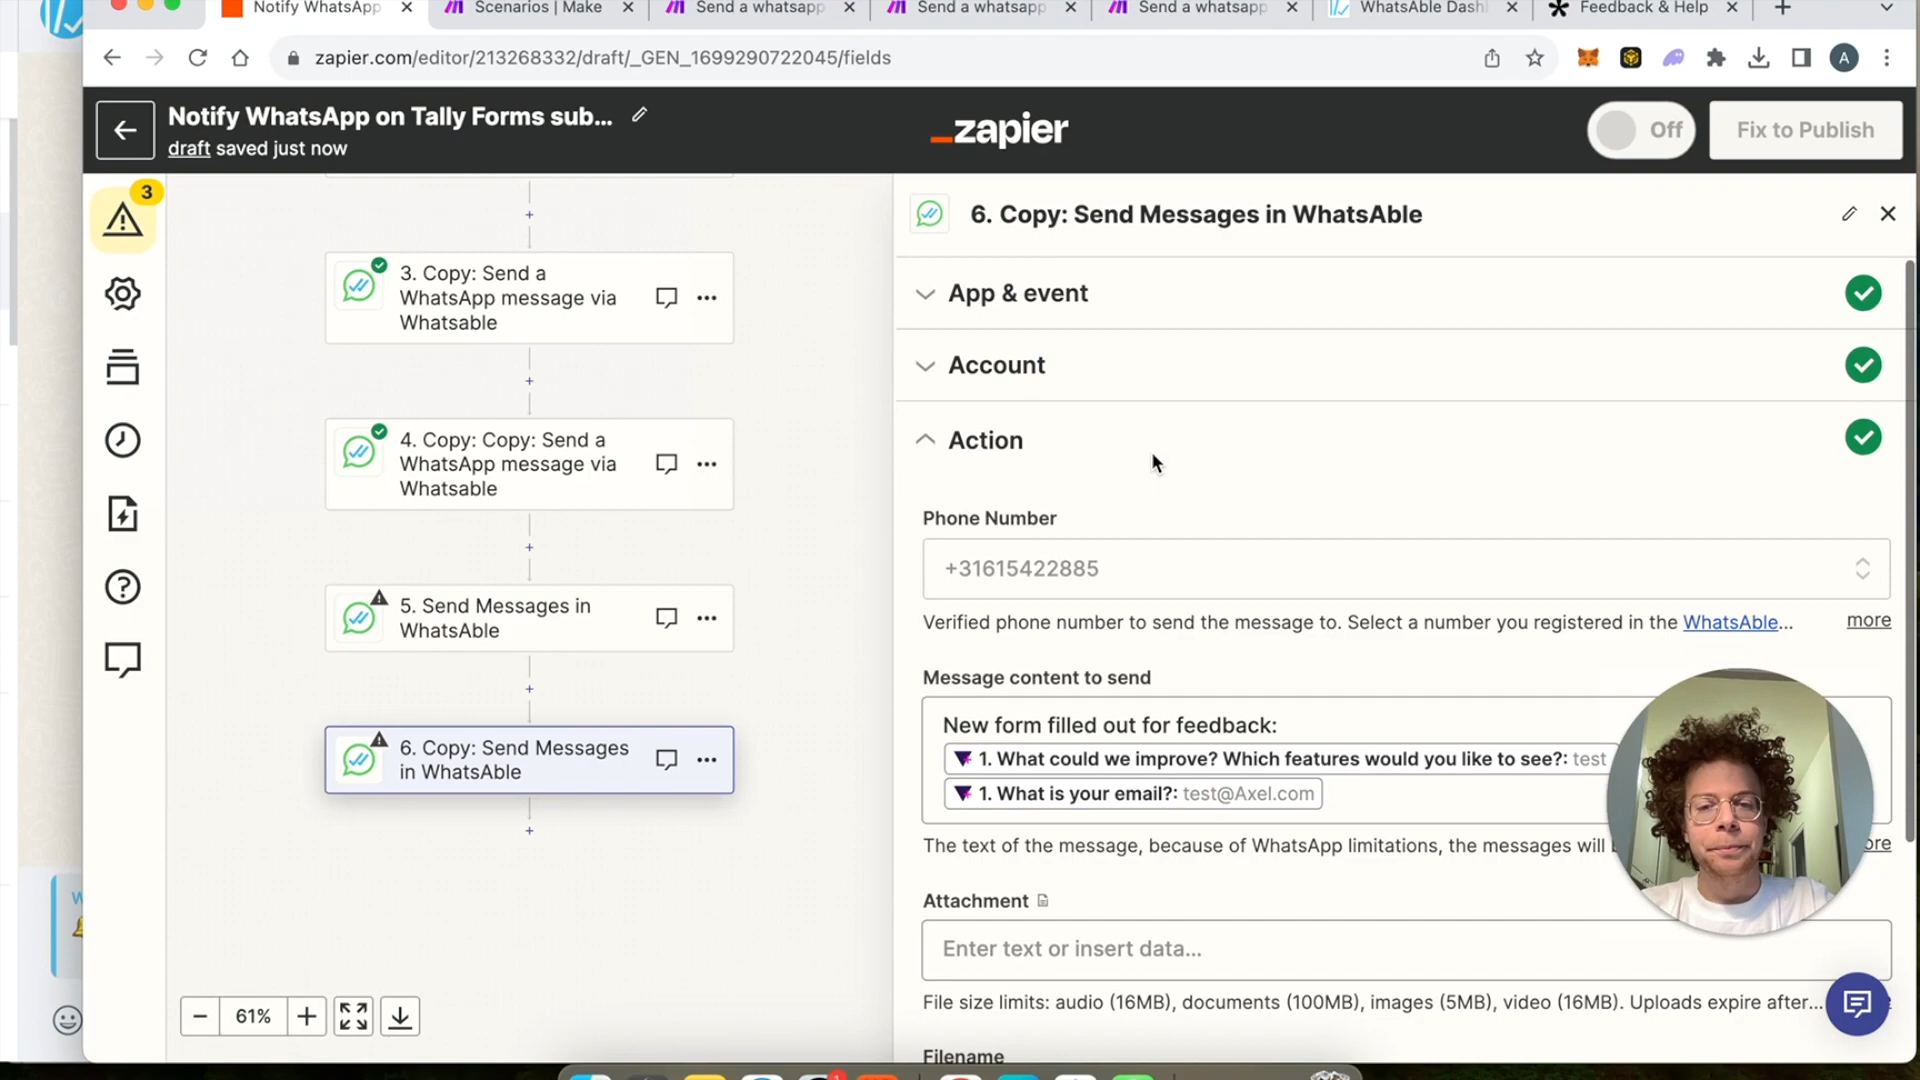 Notify WhatsApp
Scenarios | Make
Send a whatsapp
Send a whatsapp
Send a whatsapp
WhatsAble Dash
Feedback & Help
zapier.com/editor/213268332/draft/_GEN_1699290722045/fields
A
Notify WhatsApp on Tally Forms sub...
draft saved just now
_zapier
Off
Fix to Publish
3
3. Copy: Send a
WhatsApp message via
Whatsable
4. Copy: Copy: Send a
WhatsApp message via
Whatsable
5. Send Messages in
WhatsAble
6. Copy: Send Messages
in WhatsAble
61%
6. Copy: Send Messages in WhatsAble
App & event
Account
Action
Phone Number
+31615422885
Verified phone number to send the message to. Select a number you registered in the WhatsAble...
more
Message content to send
New form filled out for feedback:
1. What could we improve? Which features would you like to see?: test
1. What is your email?: test@Axel.com
The text of the message, because of WhatsApp limitations, the messages will
Attachment
Enter text or insert data...
File size limits: audio (16MB), documents (100MB), images (5MB), video (16MB). Uploads expire after...
Filename